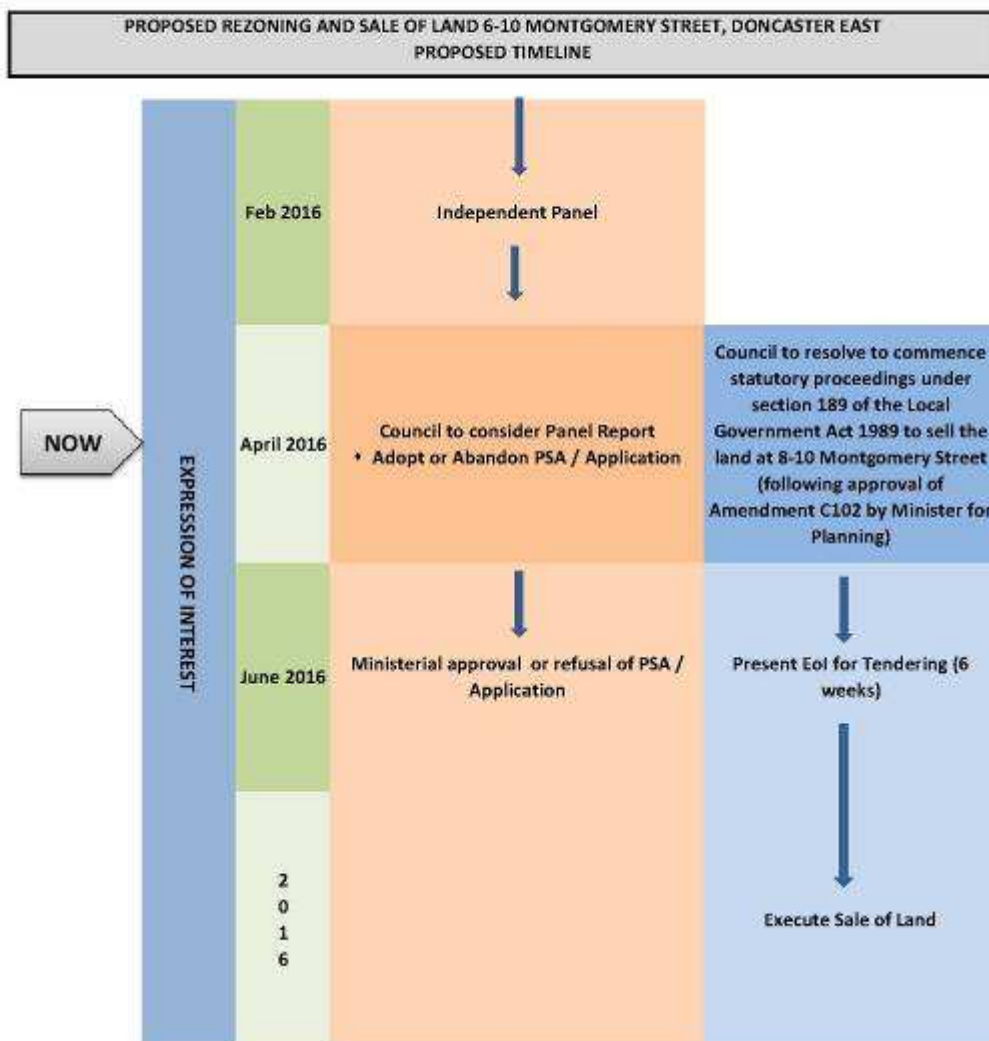 PROPOSED REZONING AND SALE OF LAND 6-10 MONTGOMERY STREET, DONCASTER EAST
PROPOSED TIMELINE
Feb 2016
Independent Panel
NOW
EXPRESSION OF INTEREST
April 2016
Council to consider Panel Report
• Adopt or Abandon PSA / Application
Council to resolve to commence
statutory proceedings under
section 189 of the Local
Government Act 1989 to sell the
land at 8-10 Montgomery Street
(following approval of
Amendment C102 by Minister for
Planning)
June 2016
Ministerial approval or refusal of PSA /
Application
Present EoI for Tendering (6
weeks)
2
0
1
6
Execute Sale of Land